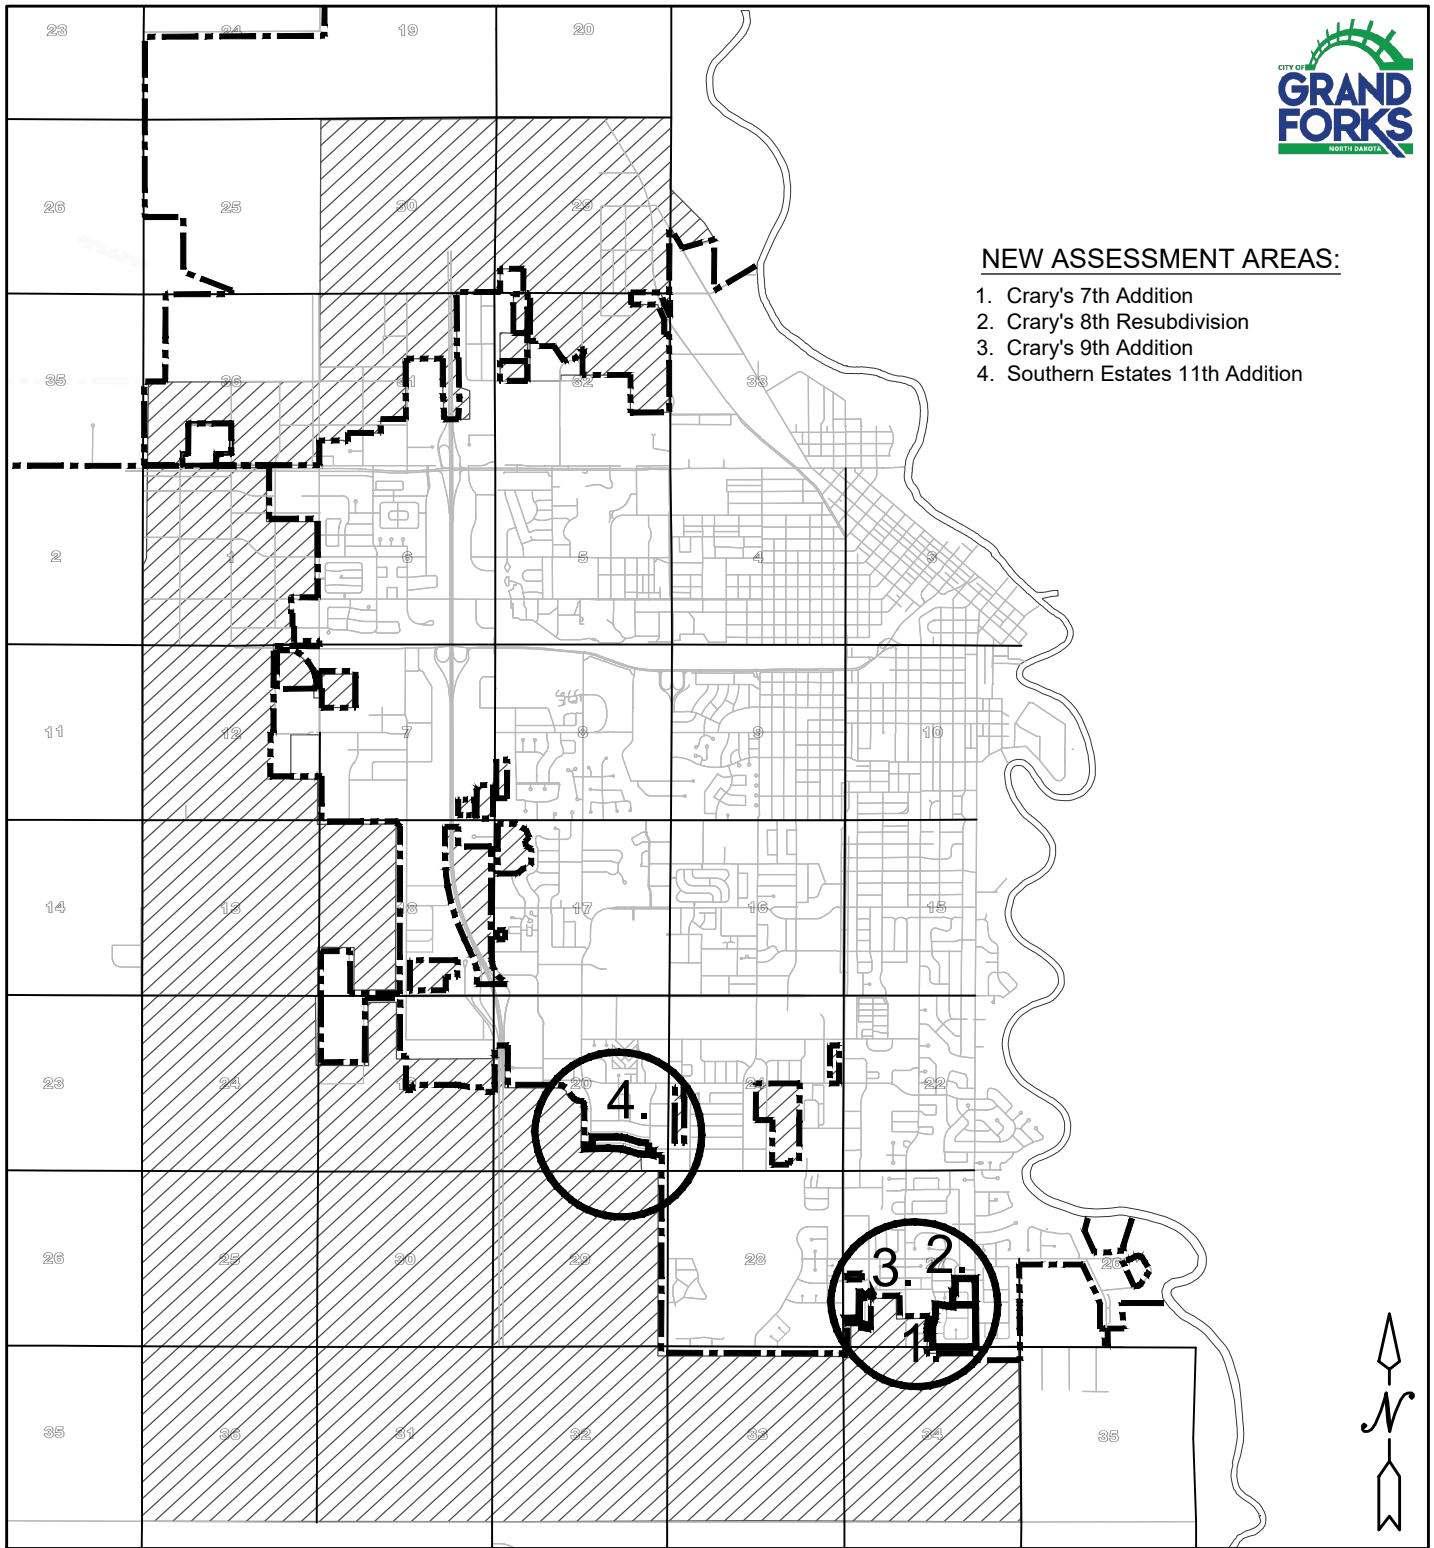 23 24 19 20
CITY OF
GRAND
FORKS
NORTH DAKOTA
26 25 30 29
NEW ASSESSMENT AREAS:
1. Crary's 7th Addition
2. Crary's 8th Resubdivision
3. Crary's 9th Addition
4. Southern Estates 11th Addition
35 36 31 32 33
2 1 6 5 4 3
11 12 7 8 9 10
14 13 18 17 16 15
23 24 19 20 21 22
4.
26 25 30 29 28 27 26
3. 2.
1.
35 36 31 32 33 34 35
N